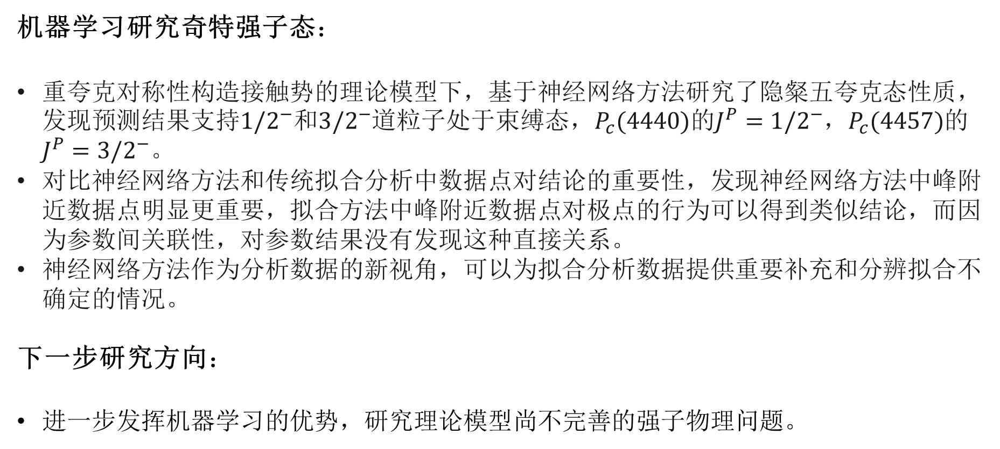 机器学习研究奇特强子态：
• 重夸克对称性构造接触势的理论模型下，基于神经网络方法研究了隐粲五夸克态性质，
发现预测结果支持1/2⁻和3/2⁻道粒子处于束缚态，P_c(4440)的J^P = 1/2⁻，P_c(4457)的
J^P = 3/2⁻。
• 对比神经网络方法和传统拟合分析中数据点对结论的重要性，发现神经网络方法中峰附
近数据点明显更重要，拟合方法中峰附近数据点对极点的行为可以得到类似结论，而因
为参数间关联性，对参数结果没有发现这种直接关系。
• 神经网络方法作为分析数据的新视角，可以为拟合分析数据提供重要补充和分辨拟合不
确定的情况。
下一步研究方向：
• 进一步发挥机器学习的优势，研究理论模型尚不完善的强子物理问题。